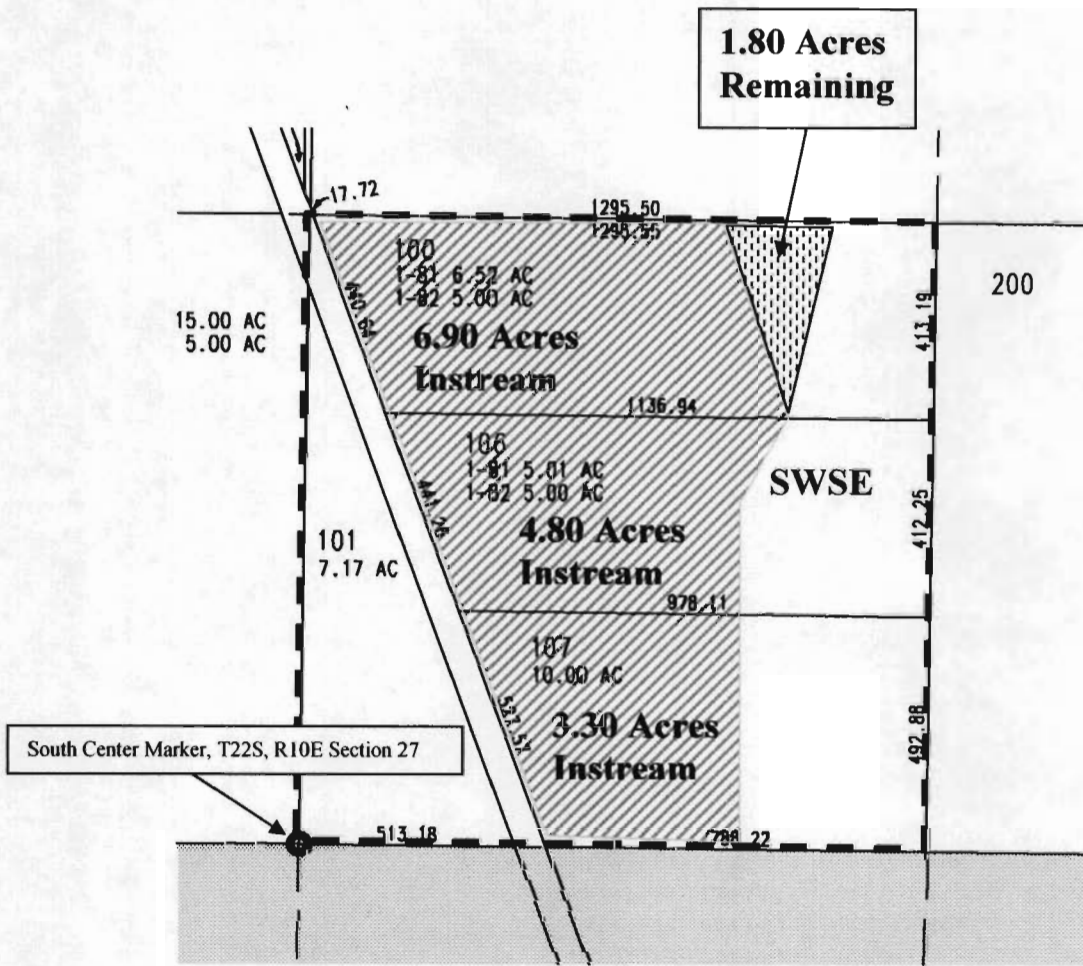 1.80 Acres
Remaining
17.72
1295.50
100
1-81 6.52 AC
1-82 5.00 AC
440.64
6.90 Acres
Instream
15.00 AC
5.00 AC
200
413.19
1136.94
106
1-81 5.01 AC
1-82 5.00 AC
SWSE
4.80 Acres
Instream
412.25
101
7.17 AC
978.11
107
10.00 AC
3.30 Acres
Instream
492.88
South Center Marker, T22S, R10E Section 27
513.18
788.22